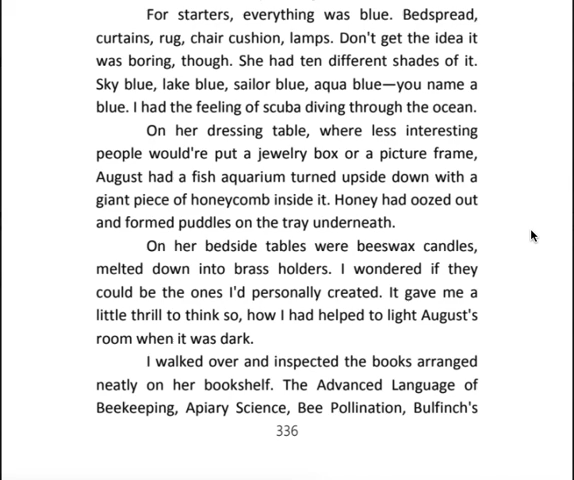 For starters, everything was blue. Bedspread,
curtains, rug, chair cushion, lamps. Don't get the idea it
was boring, though. She had ten different shades of it.
Sky blue, lake blue, sailor blue, aqua blue—you name a
blue. I had the feeling of scuba diving through the ocean.
On her dressing table, where less interesting
people would're put a jewelry box or a picture frame,
August had a fish aquarium turned upside down with a
giant piece of honeycomb inside it. Honey had oozed out
and formed puddles on the tray underneath.
On her bedside tables were beeswax candles,
melted down into brass holders. I wondered if they
could be the ones I'd personally created. It gave me a
little thrill to think so, how I had helped to light August's
room when it was dark.
I walked over and inspected the books arranged
neatly on her bookshelf. The Advanced Language of
Beekeeping, Apiary Science, Bee Pollination, Bulfinch's
336